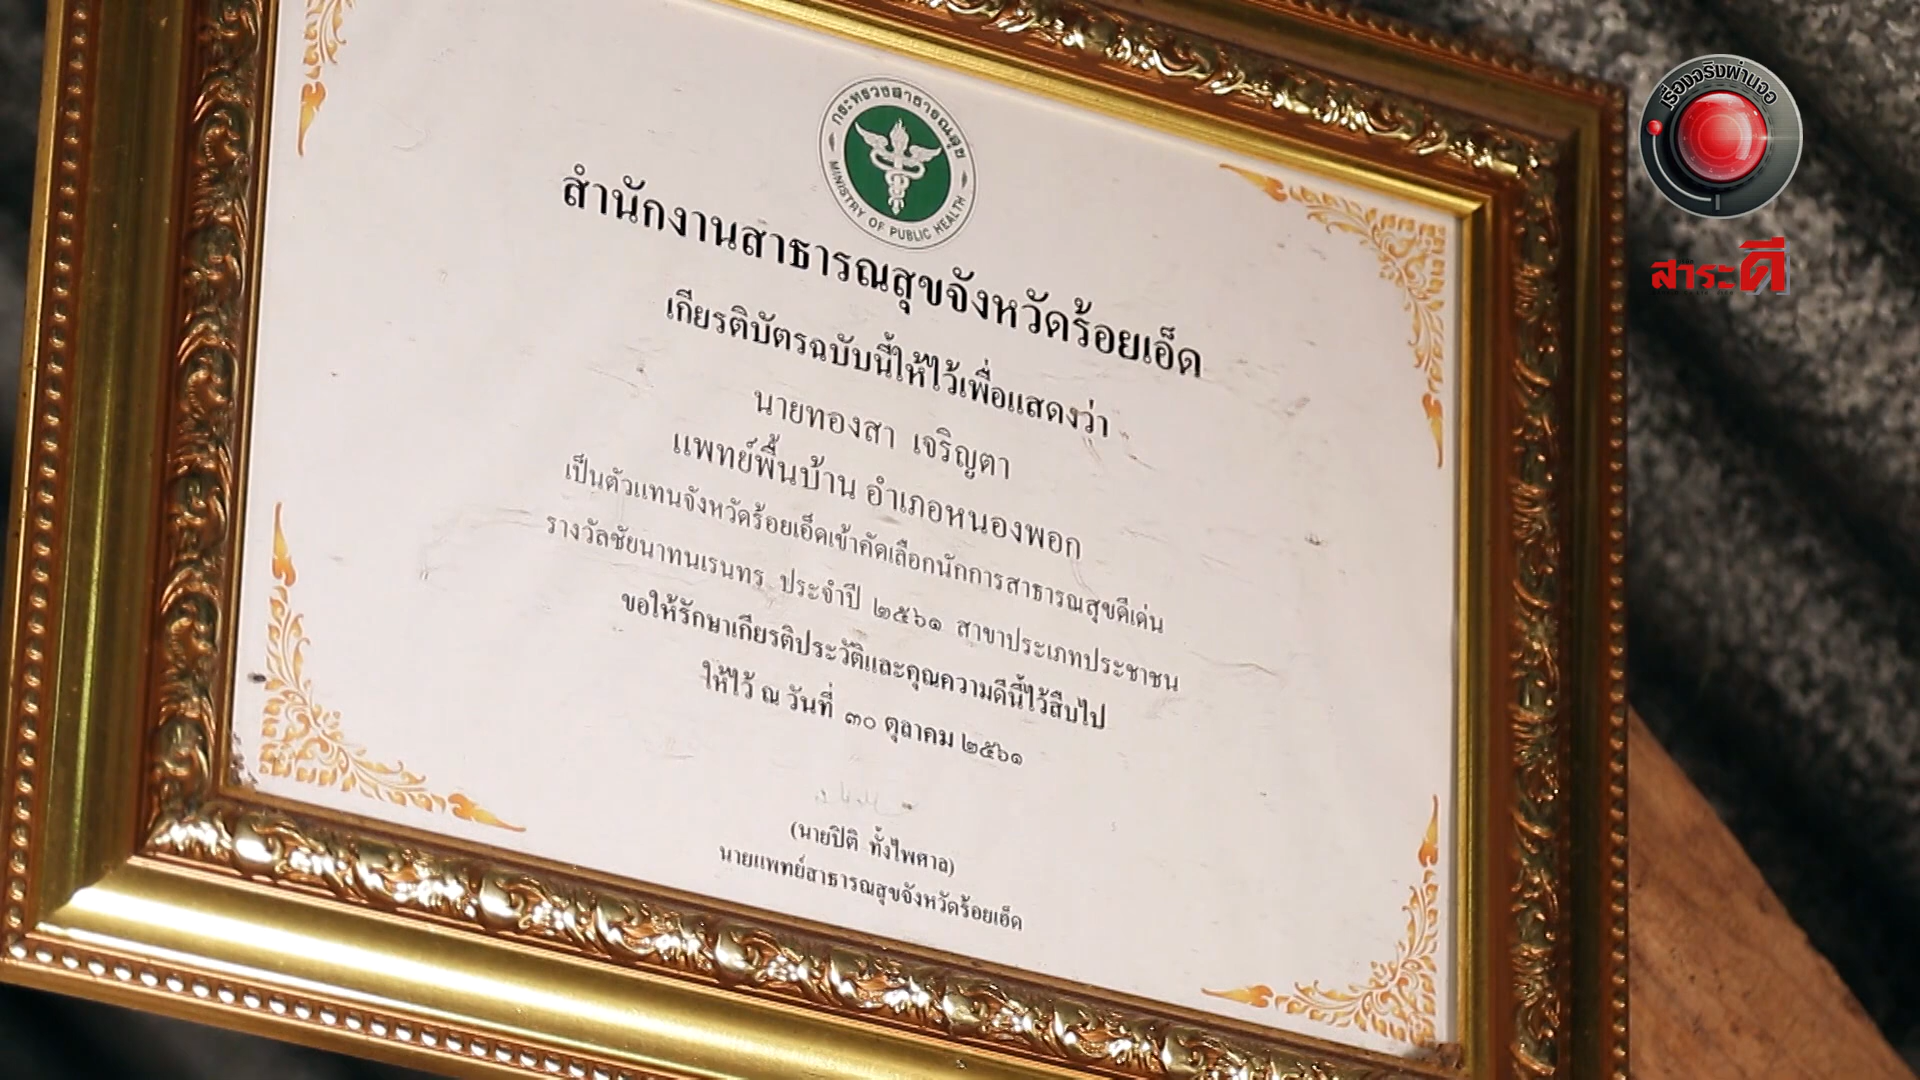 กระทรวงสาธารณสุข
MINISTRY OF PUBLIC HEALTH
สำนักงานสาธารณสุขจังหวัดร้อยเอ็ด
เกียรติบัตรฉบับนี้ให้ไว้เพื่อแสดงว่า
นายทองสา เจริญตา
แพทย์พื้นบ้าน อำเภอหนองพอก
เป็นตัวแทนจังหวัดร้อยเอ็ดเข้าคัดเลือกนักการสาธารณสุขดีเด่น
รางวัลชัยนาทนเรนทร ประจำปี ๒๕๖๑ สาขาประเภทประชาชน
ขอให้รักษาเกียรติประวัติและคุณความดีนี้ไว้สืบไป
ให้ไว้ ณ วันที่ ๓๐ ตุลาคม ๒๕๖๑
(นายปิติ ทั้งไพศาล)
นายแพทย์สาธารณสุขจังหวัดร้อยเอ็ด
เรื่องจริงผ่านจอ
สาระดี